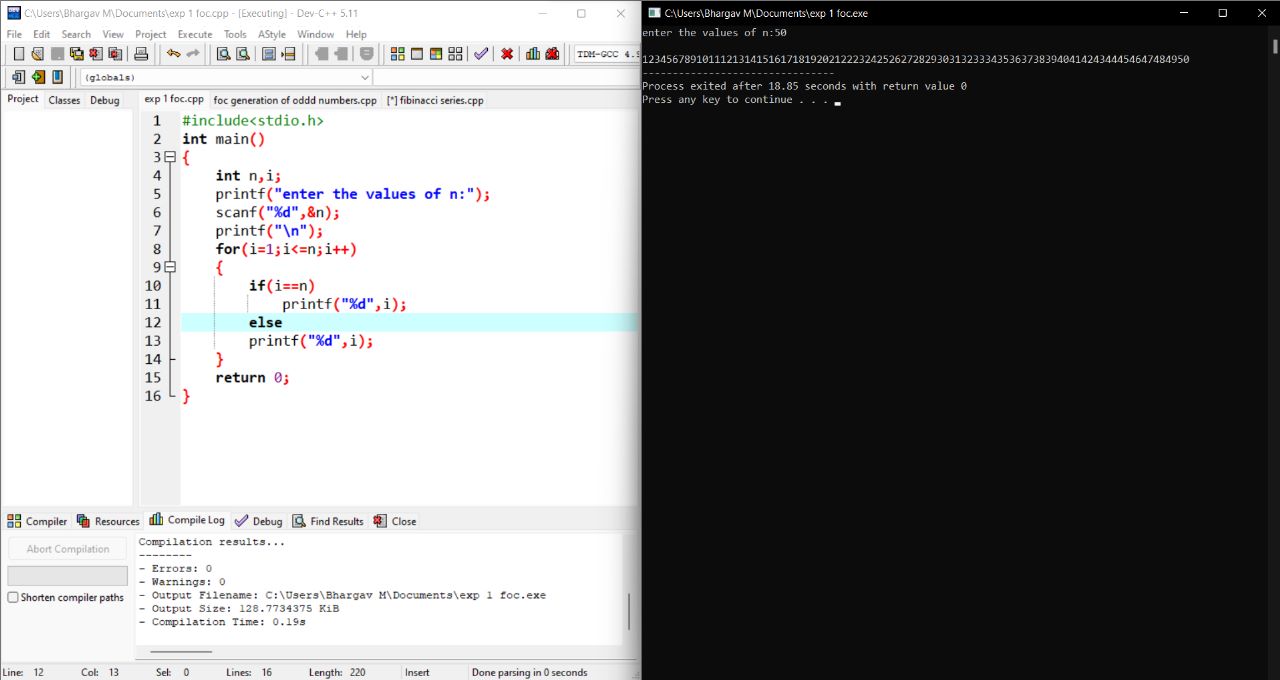 C:\Users\Bhargav M\Documents\exp 1 foc.cpp - [Executing] - Dev-C++ 5.11
File Edit Search View Project Execute Tools AStyle Window Help
TDM-GCC 4.9
(globals)
Project Classes Debug
exp 1 foc.cpp foc generation of oddd numbers.cpp [*] fibinacci series.cpp
1 #include<stdio.h>
2 int main()
3 {
4 int n,i;
5 printf("enter the values of n:");
6 scanf("%d",&n);
7 printf("\n");
8 for(i=1;i<=n;i++)
9 {
10 if(i==n)
11 printf("%d",i);
12 else
13 printf("%d",i);
14 }
15 return 0;
16 }
Compiler Resources Compile Log Debug Find Results Close
Abort Compilation
Shorten compiler paths
Compilation results...
--------
- Errors: 0
- Warnings: 0
- Output Filename: C:\Users\Bhargav M\Documents\exp 1 foc.exe
- Output Size: 128.7734375 KiB
- Compilation Time: 0.19s
Line: 12 Col: 13 Sel: 0 Lines: 16 Length: 220 Insert Done parsing in 0 seconds
C:\Users\Bhargav M\Documents\exp 1 foc.exe
enter the values of n:50
1234567891011121314151617181920212223242526272829303132333435363738394041424344454647484950
--------------------------------
Process exited after 18.85 seconds with return value 0
Press any key to continue . . .